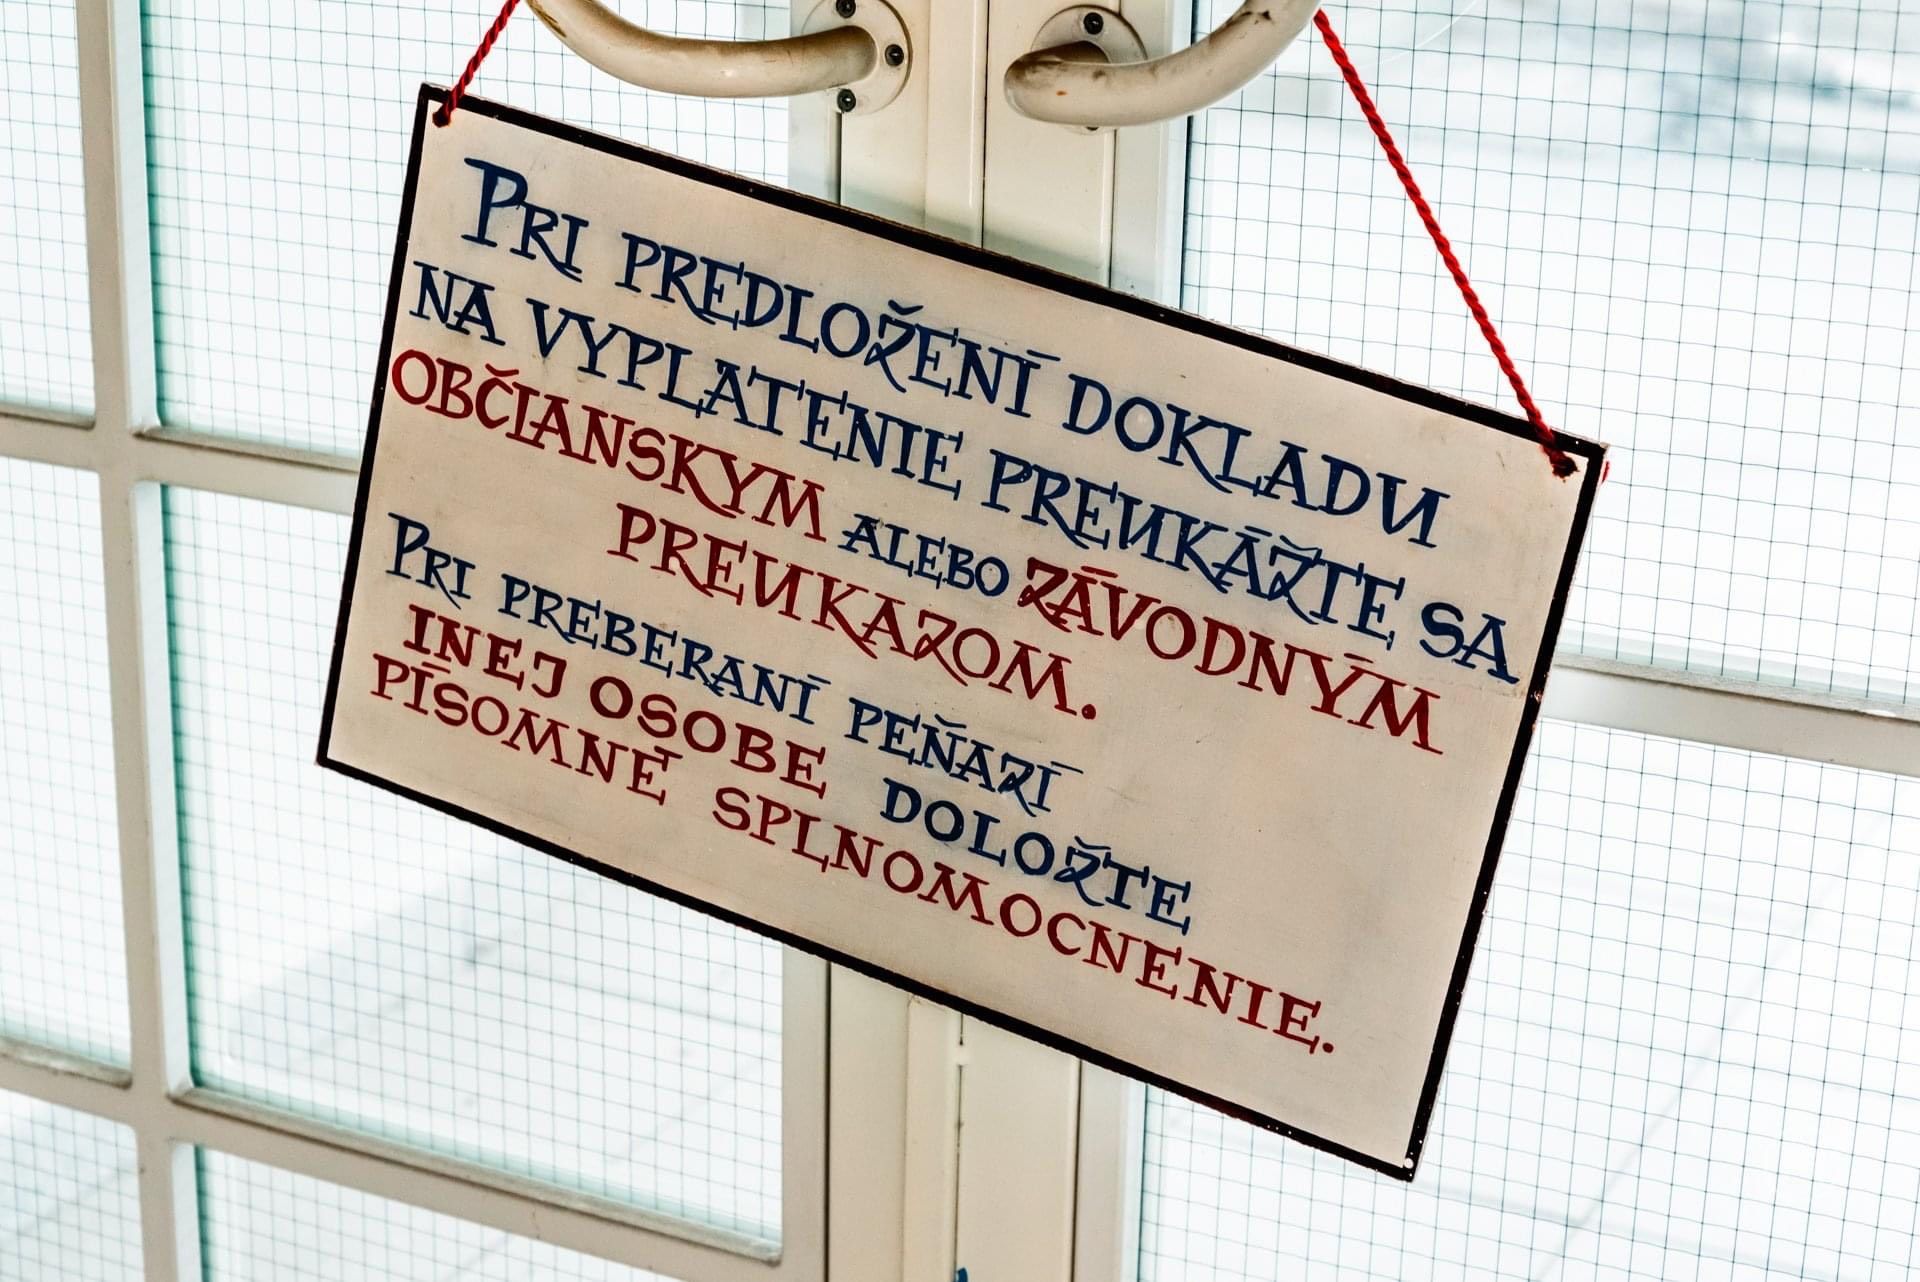 PRI PREDLOŽENÍ DOKLADU
NA VYPLATENIE PREUKÁŽTE SA
OBČIANSKYM ALEBO ZÁVODNÝM
PREUKAZOM.
PRI PREBERANÍ PEŇAZÍ
INEJ OSOBE DOLOŽTE
PÍSOMNÉ SPLNOMOCNENIE.